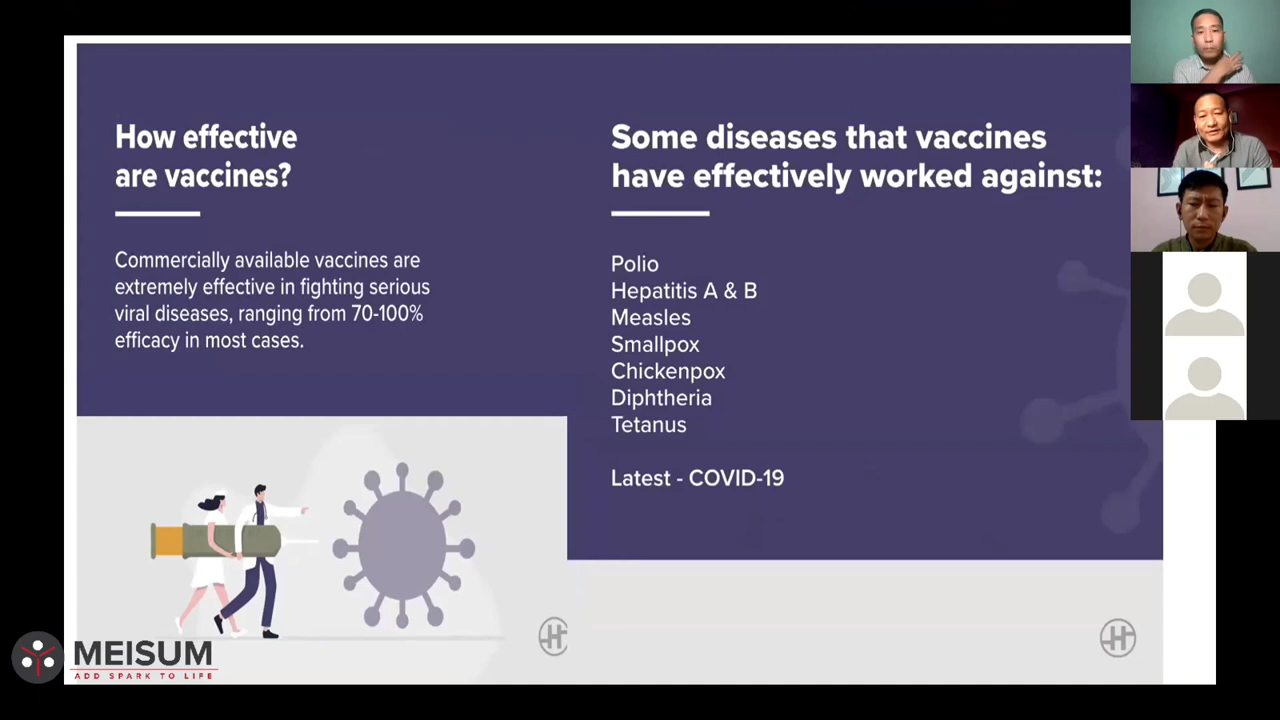 How effective
are vaccines?
Commercially available vaccines are
extremely effective in fighting serious
viral diseases, ranging from 70-100%
efficacy in most cases.
Some diseases that vaccines
have effectively worked against:
Polio
Hepatitis A & B
Measles
Smallpox
Chickenpox
Diphtheria
Tetanus
Latest - COVID-19
MEISUM
ADD SPARK TO LIFE